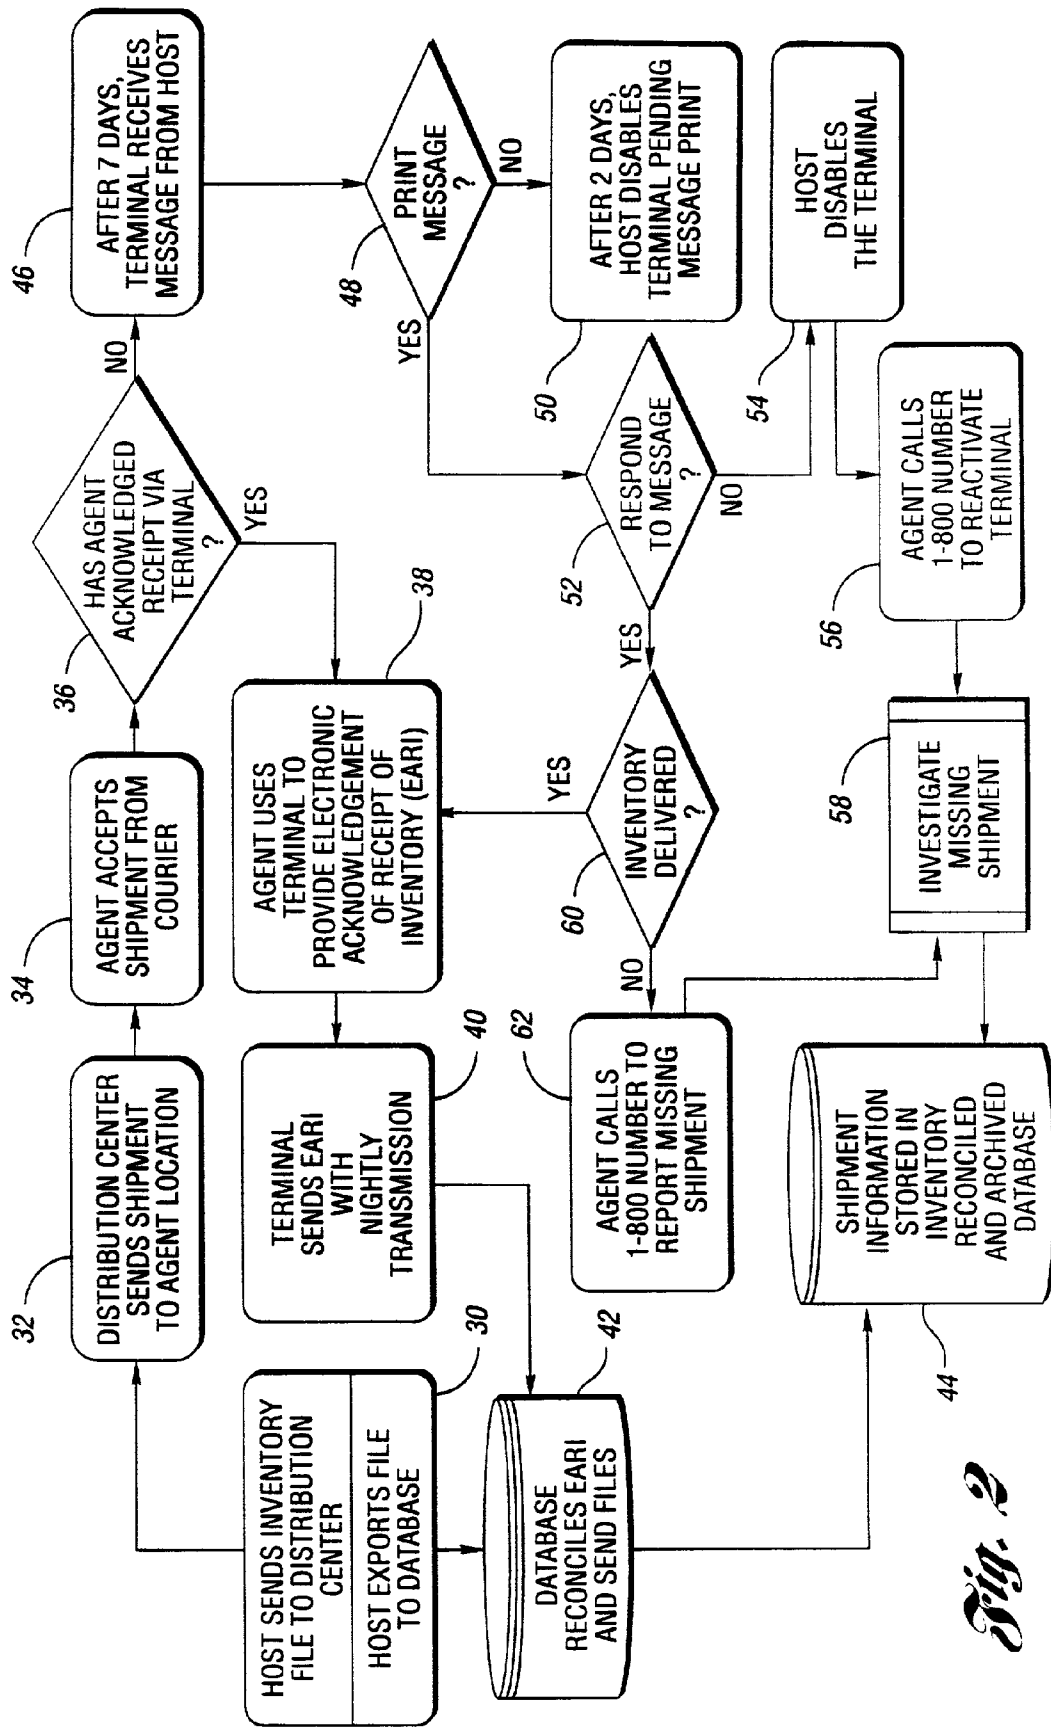 30
HOST SENDS INVENTORY
FILE TO DISTRIBUTION
CENTER
HOST EXPORTS FILE
TO DATABASE
32
DISTRIBUTION CENTER
SENDS SHIPMENT
TO AGENT LOCATION
34
AGENT ACCEPTS
SHIPMENT FROM
COURIER
36
HAS AGENT
ACKNOWLEDGED
RECEIPT VIA
TERMINAL
?
NO
YES
46
AFTER 7 DAYS,
TERMINAL RECEIVES
MESSAGE FROM HOST
38
AGENT USES
TERMINAL TO
PROVIDE ELECTRONIC
ACKNOWLEDGEMENT
OF RECEIPT OF
INVENTORY (EARI)
40
TERMINAL
SENDS EARI
WITH
NIGHTLY
TRANSMISSION
48
PRINT
MESSAGE
?
YES
NO
42
DATABASE
RECONCILES EARI
AND SEND FILES
62
AGENT CALLS
1-800 NUMBER TO
REPORT MISSING
SHIPMENT
NO
60
INVENTORY
DELIVERED
?
YES
YES
52
RESPOND
TO MESSAGE
?
NO
50
AFTER 2 DAYS,
HOST DISABLES
TERMINAL PENDING
MESSAGE PRINT
54
HOST
DISABLES
THE TERMINAL
44
SHIPMENT
INFORMATION
STORED IN
INVENTORY
RECONCILED
AND ARCHIVED
DATABASE
58
INVESTIGATE
MISSING
SHIPMENT
56
AGENT CALLS
1-800 NUMBER
TO REACTIVATE
TERMINAL
Fig. 2